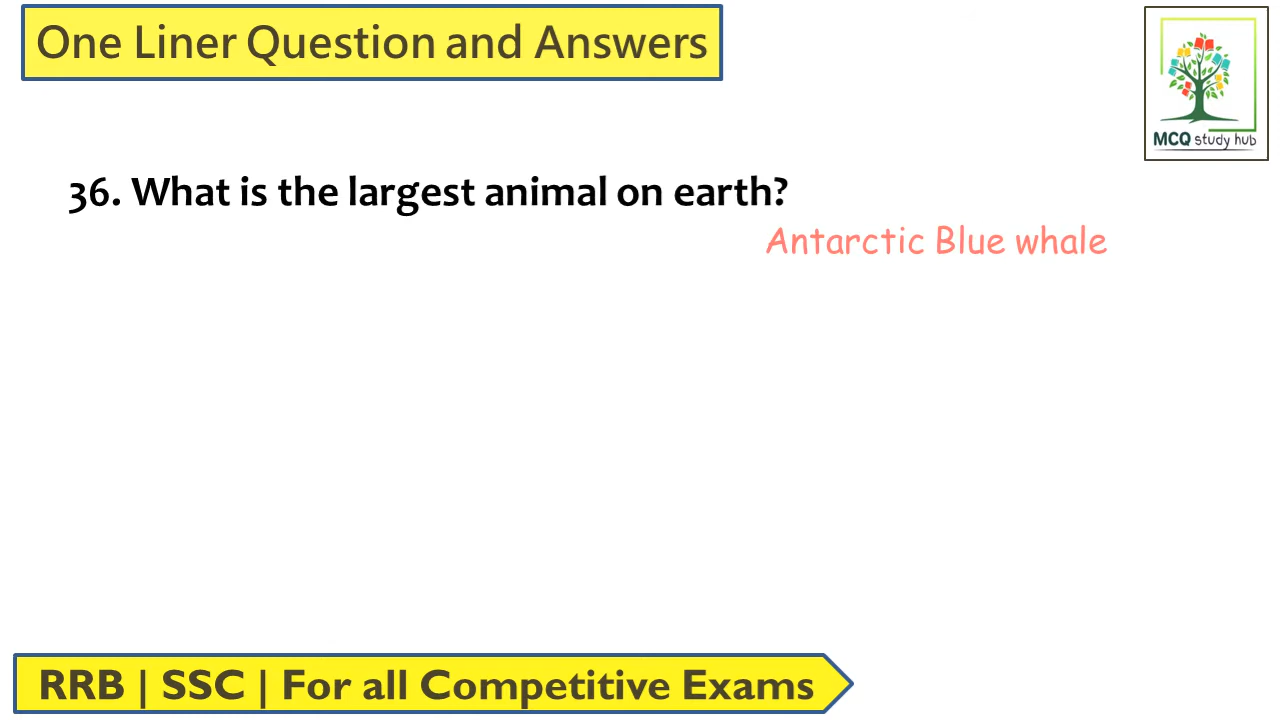 One Liner Question and Answers
MCQ study hub
36. What is the largest animal on earth?
Antarctic Blue whale
RRB | SSC | For all Competitive Exams